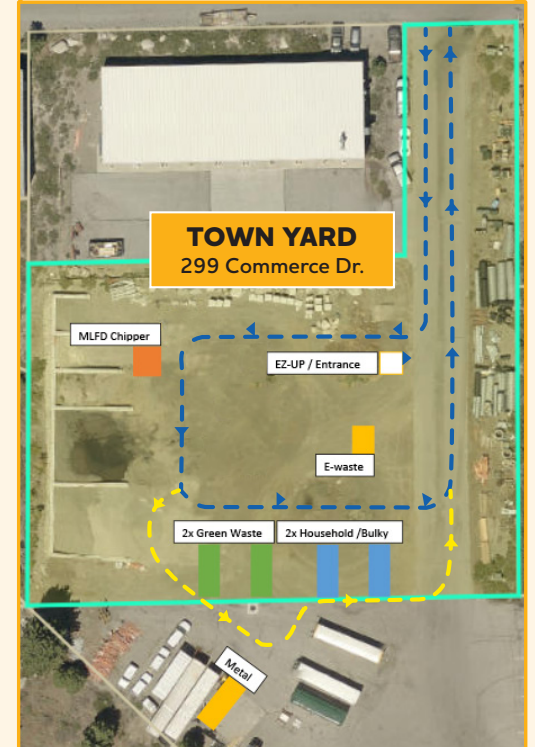 TOWN YARD
299 Commerce Dr.
MLFD Chipper
EZ-UP / Entrance
E-waste
2x Green Waste
2x Household /Bulky
Metal